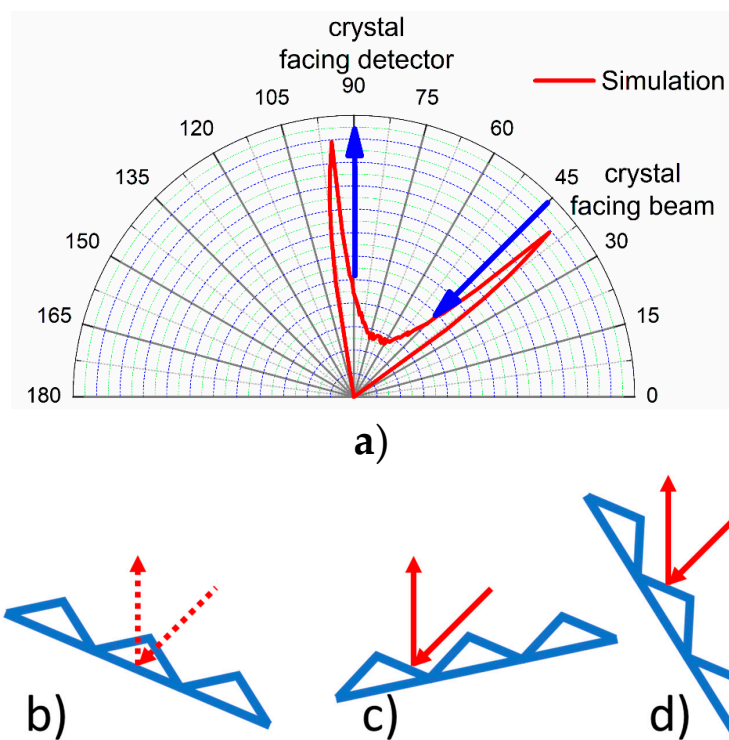 crystal
facing detector
90
Simulation
105
75
120
60
135
45
crystal
facing beam
150
30
165
15
180
0
a)
b)
c)
d)